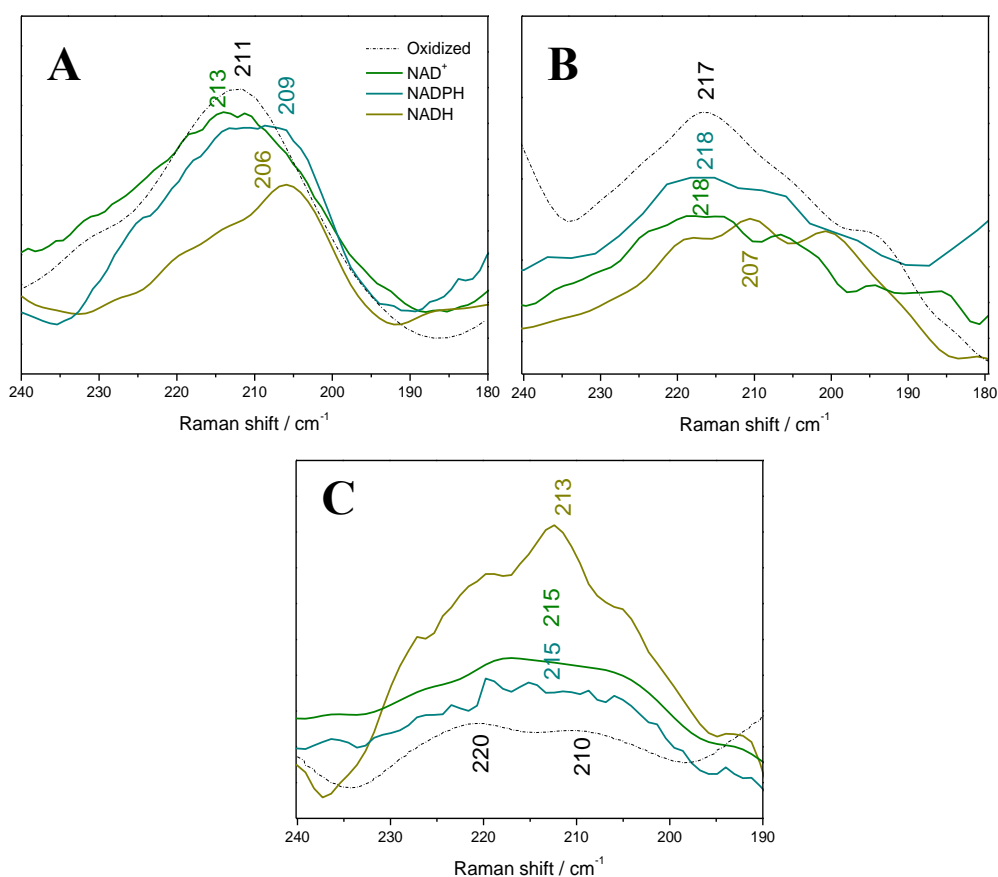 A
213
211
209
206
Oxidized
NAD+
NADPH
NADH
240 230 220 210 200 190 180
Raman shift / cm-1
B
217
218
218
207
240 230 220 210 200 190 180
Raman shift / cm-1
C
213
215
215
220
210
240 230 220 210 200 190
Raman shift / cm-1